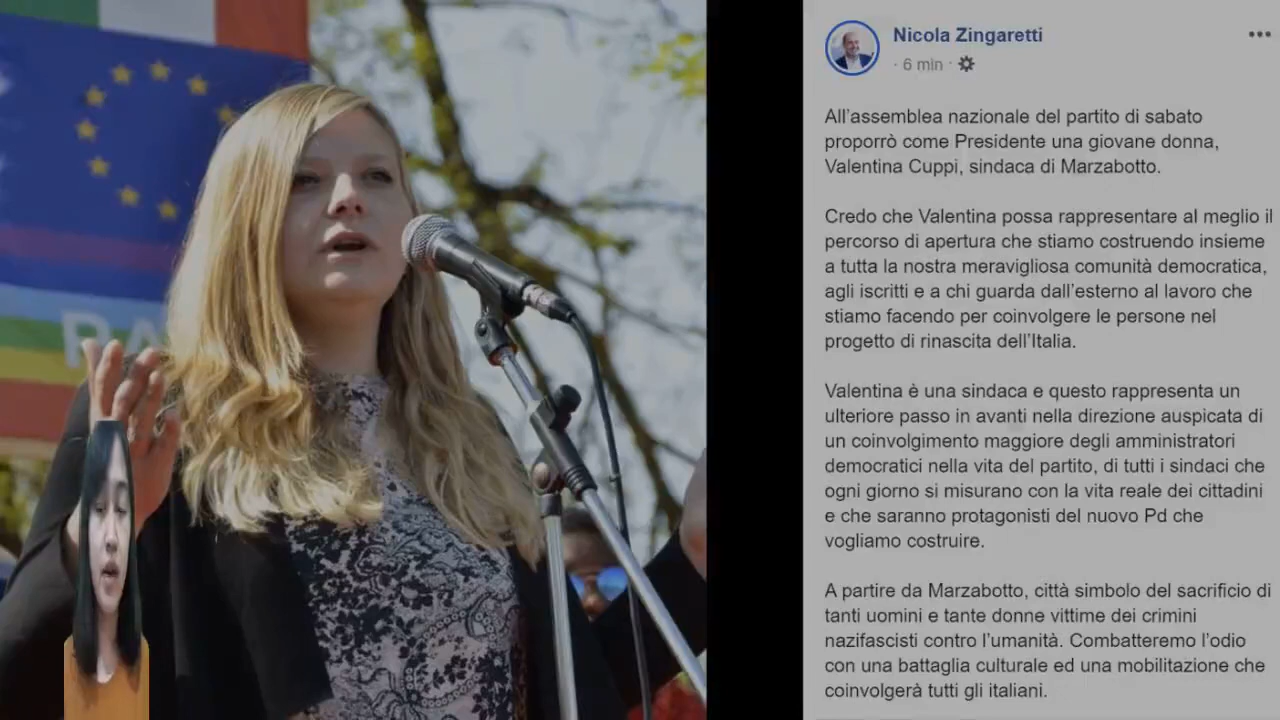 PA
Nicola Zingaretti
· 6 min ·
All'assemblea nazionale del partito di sabato
proporrò come Presidente una giovane donna,
Valentina Cuppi, sindaca di Marzabotto.
Credo che Valentina possa rappresentare al meglio il
percorso di apertura che stiamo costruendo insieme
a tutta la nostra meravigliosa comunità democratica,
agli iscritti e a chi guarda dall'esterno al lavoro che
stiamo facendo per coinvolgere le persone nel
progetto di rinascita dell'Italia.
Valentina è una sindaca e questo rappresenta un
ulteriore passo in avanti nella direzione auspicata di
un coinvolgimento maggiore degli amministratori
democratici nella vita del partito, di tutti i sindaci che
ogni giorno si misurano con la vita reale dei cittadini
e che saranno protagonisti del nuovo Pd che
vogliamo costruire.
A partire da Marzabotto, città simbolo del sacrificio di
tanti uomini e tante donne vittime dei crimini
nazifascisti contro l'umanità. Combatteremo l'odio
con una battaglia culturale ed una mobilitazione che
coinvolgerà tutti gli italiani.